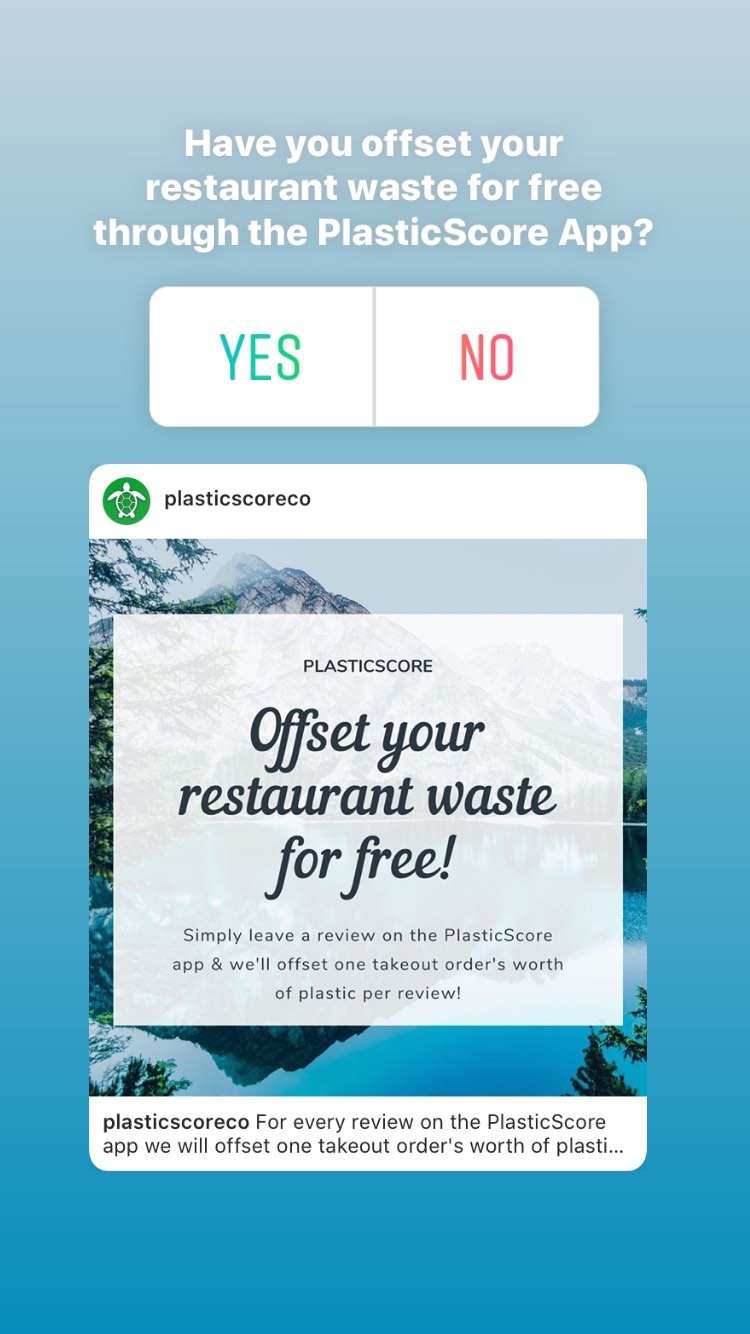 Have you offset your
restaurant waste for free
through the PlasticScore App?
YES
NO
plasticscoreco
PLASTICSCORE
Offset your
restaurant waste
for free!
Simply leave a review on the PlasticScore
app & we'll offset one takeout order's worth
of plastic per review!
plasticscoreco For every review on the PlasticScore
app we will offset one takeout order's worth of plasti...